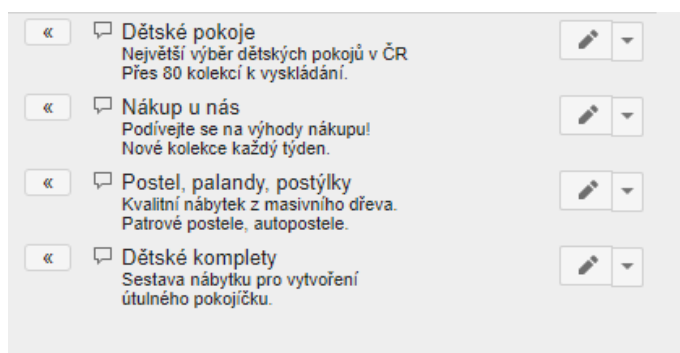 « Dětské pokoje
Největší výběr dětských pokojů v ČR
Přes 80 kolekcí k vyskládání.
« Nákup u nás
Podívejte se na výhody nákupu!
Nové kolekce každý týden.
« Postel, palandy, postýlky
Kvalitní nábytek z masivního dřeva.
Patrové postele, autopostele.
« Dětské komplety
Sestava nábytku pro vytvoření
útulného pokojíčku.